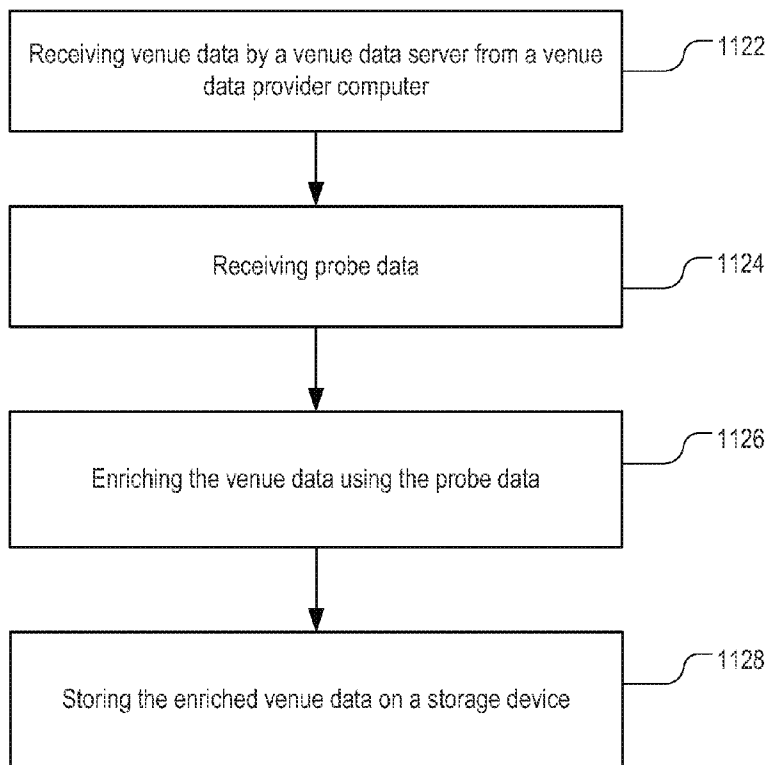 Receiving venue data by a venue data server from a venue
data provider computer
1122
Receiving probe data
1124
Enriching the venue data using the probe data
1126
Storing the enriched venue data on a storage device
1128